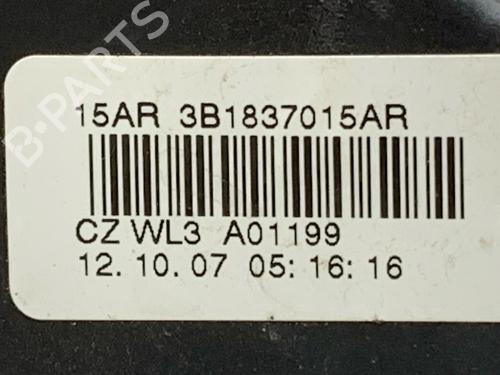 B-PARTS
15AR 3B1837015AR
CZ WL3 A01199
12. 10. 07 05: 16: 16